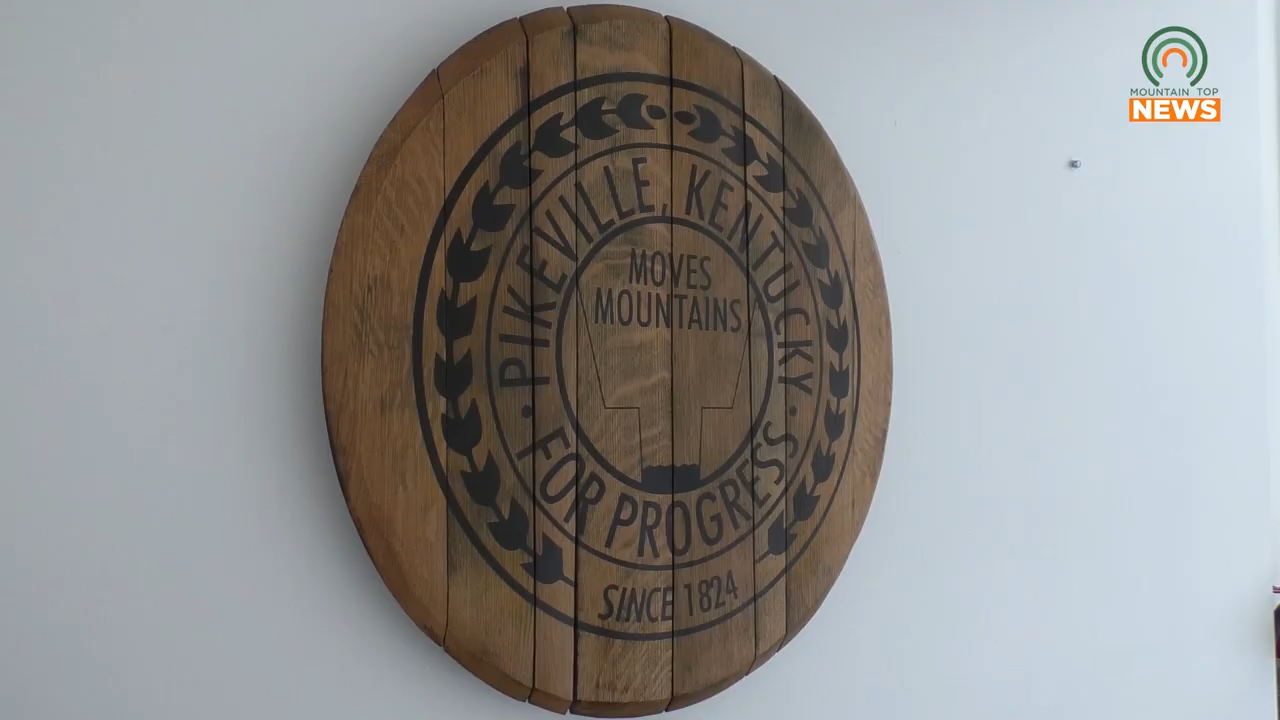 MOUNTAIN TOP
NEWS
PIKEVILLE, KENTUCKY
MOVES
MOUNTAINS
FOR PROGRESS
SINCE 1824